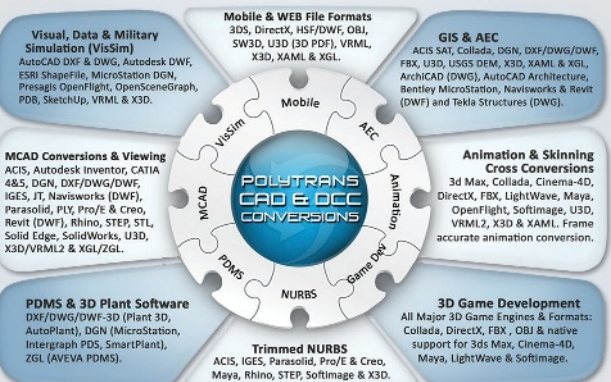 Visual, Data & Military
Simulation (VisSim)
AutoCAD DXF & DWG, Autodesk DWF,
ESRI ShapeFile, MicroStation DGN,
Presagis OpenFlight, OpenSceneGraph,
PDB, SketchUp, VRML & X3D.
Mobile & WEB File Formats
3DS, DirectX, HSF/DWF, OBJ,
SW3D, U3D (3D PDF), VRML,
X3D, XAML & XGL.
GIS & AEC
ACIS SAT, Collada, DGN, DXF/DWG/DWF,
FBX, U3D, USGS DEM, X3D, XAML & XGL,
ArchiCAD (DWG), AutoCAD Architecture,
Bentley MicroStation, Navisworks & Revit
(DWF) and Tekla Structures (DWG).
MCAD Conversions & Viewing
ACIS, Autodesk Inventor, CATIA
4&5, DGN, DXF/DWG/DWF,
IGES, JT, Navisworks (DWF),
Parasolid, PLY, Pro/E & Creo,
Revit (DWF), Rhino, STEP, STL,
Solid Edge, SolidWorks, U3D,
X3D/VRML2 & XGL/ZGL.
Mobile
VisSim
AEC
MCAD
Animation
PDMS
Game Dev
NURBS
POLYTRANS
CAD & DCC
CONVERSIONS
Animation & Skinning
Cross Conversions
3d Max, Collada, Cinema-4D,
DirectX, FBX, LightWave, Maya,
OpenFlight, Softimage, U3D,
VRML2, X3D & XAML. Frame
accurate animation conversion.
PDMS & 3D Plant Software
DXF/DWG/DWF-3D (Plant 3D,
AutoPlant), DGN (MicroStation,
Intergraph PDS, SmartPlant),
ZGL (AVEVA PDMS).
Trimmed NURBS
ACIS, IGES, Parasolid, Pro/E & Creo,
Maya, Rhino, STEP, Softimage & X3D.
3D Game Development
All Major 3D Game Engines & Formats:
Collada, DirectX, FBX , OBJ & native
support for 3ds Max, Cinema-4D,
Maya, LightWave & Softimage.